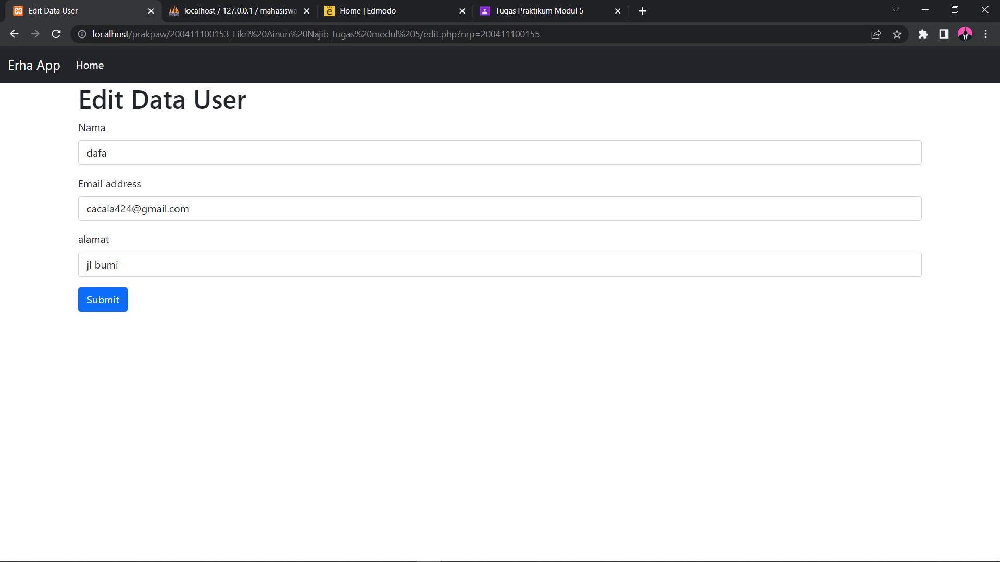 Edit Data User
localhost / 127.0.0.1 / mahasiswa
Home | Edmodo
Tugas Praktikum Modul 5
localhost/prakpaw/200411100153_Fikri%20Ainun%20Najib_tugas%20modul%205/edit.php?nrp=200411100155
Erha App Home
Edit Data User
Nama
dafa
Email address
cacala424@gmail.com
alamat
jl bumi
Submit